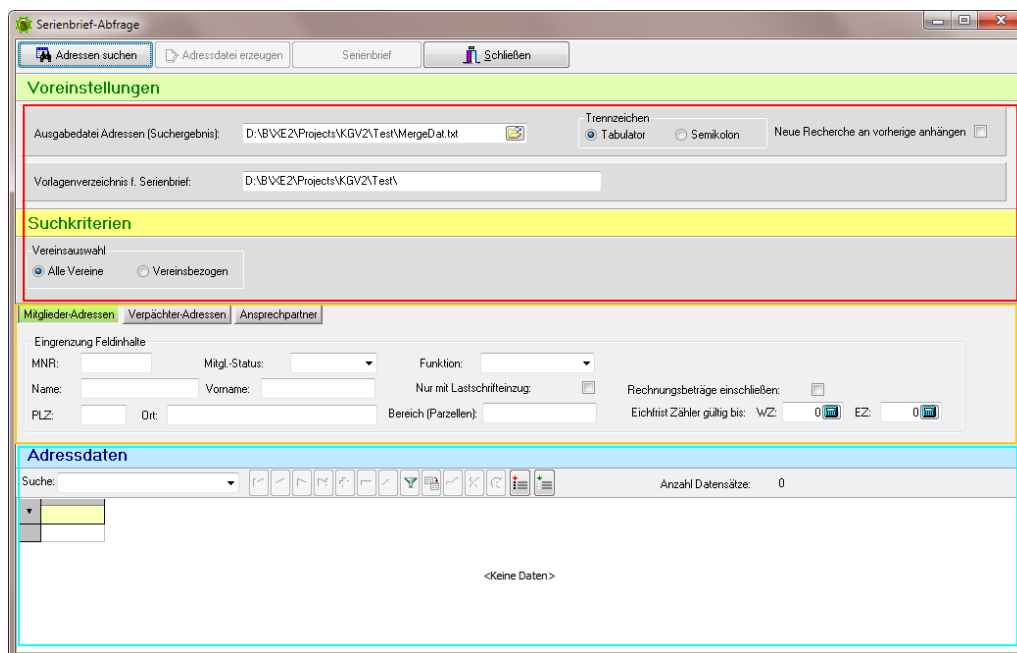 Serienbrief-Abfrage
Adressen suchen Adressdatei erzeugen Serienbrief Schließen
Voreinstellungen
Trennzeichen
Ausgabedatei Adressen (Suchergebnis): D:\B\XE2\Projects\KGV2\Test\MergeDat.txt Tabulator Semikolon Neue Recherche an vorherige anhängen
Vorlagenverzeichnis f. Serienbrief: D:\B\XE2\Projects\KGV2\Test\
Suchkriterien
Vereinsauswahl
Alle Vereine Vereinsbezogen
Mitglieder-Adressen Verpächter-Adressen Ansprechpartner
Eingrenzung Feldinhalte
MNR: Mitgl.-Status: Funktion:
Name: Vorname: Nur mit Lastschrifteinzug: Rechnungsbeträge einschließen:
PLZ: Ort: Bereich (Parzellen): Eichfrist Zähler gültig bis: WZ: 0 EZ: 0
Adressdaten
Suche: Anzahl Datensätze: 0
<Keine Daten>